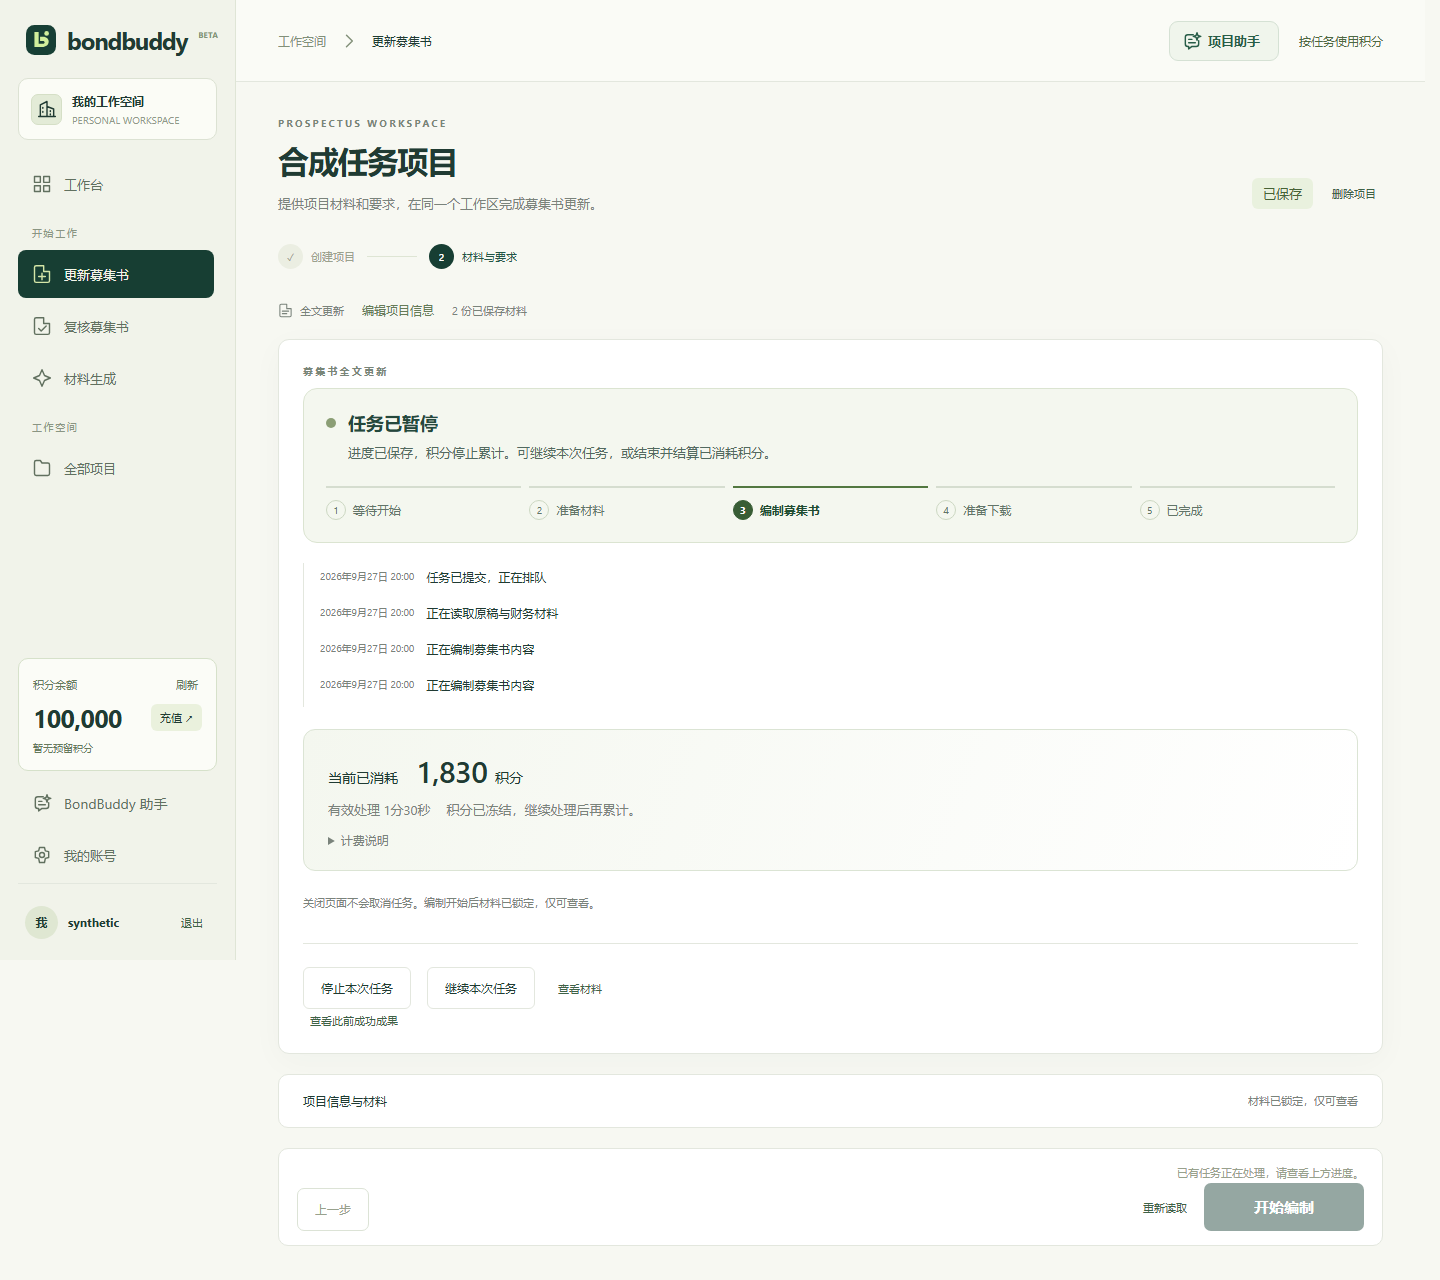 bondbuddy BETA
我的工作空间
PERSONAL WORKSPACE
工作台
开始工作
更新募集书
复核募集书
材料生成
工作空间
全部项目
积分余额 刷新
100,000 充值 ↗
暂无预留积分
BondBuddy 助手
我的账号
我 synthetic 退出
工作空间 更新募集书 项目助手 按任务使用积分
PROSPECTUS WORKSPACE
合成任务项目
提供项目材料和要求，在同一个工作区完成募集书更新。
已保存 删除项目
✓ 创建项目 2 材料与要求
全文更新 编辑项目信息 2 份已保存材料
募集书全文更新
任务已暂停
进度已保存，积分停止累计。可继续本次任务，或结束并结算已消耗积分。
1 等待开始 2 准备材料 3 编制募集书 4 准备下载 5 已完成
2026年9月27日 20:00 任务已提交，正在排队
2026年9月27日 20:00 正在读取原稿与财务材料
2026年9月27日 20:00 正在编制募集书内容
2026年9月27日 20:00 正在编制募集书内容
当前已消耗 1,830 积分
有效处理 1分30秒 积分已冻结，继续处理后再累计。
▶ 计费说明
关闭页面不会取消任务。编制开始后材料已锁定，仅可查看。
停止本次任务 继续本次任务 查看材料
查看此前成功成果
项目信息与材料 材料已锁定，仅可查看
已有任务正在处理，请查看上方进度。
上一步 重新读取 开始编制